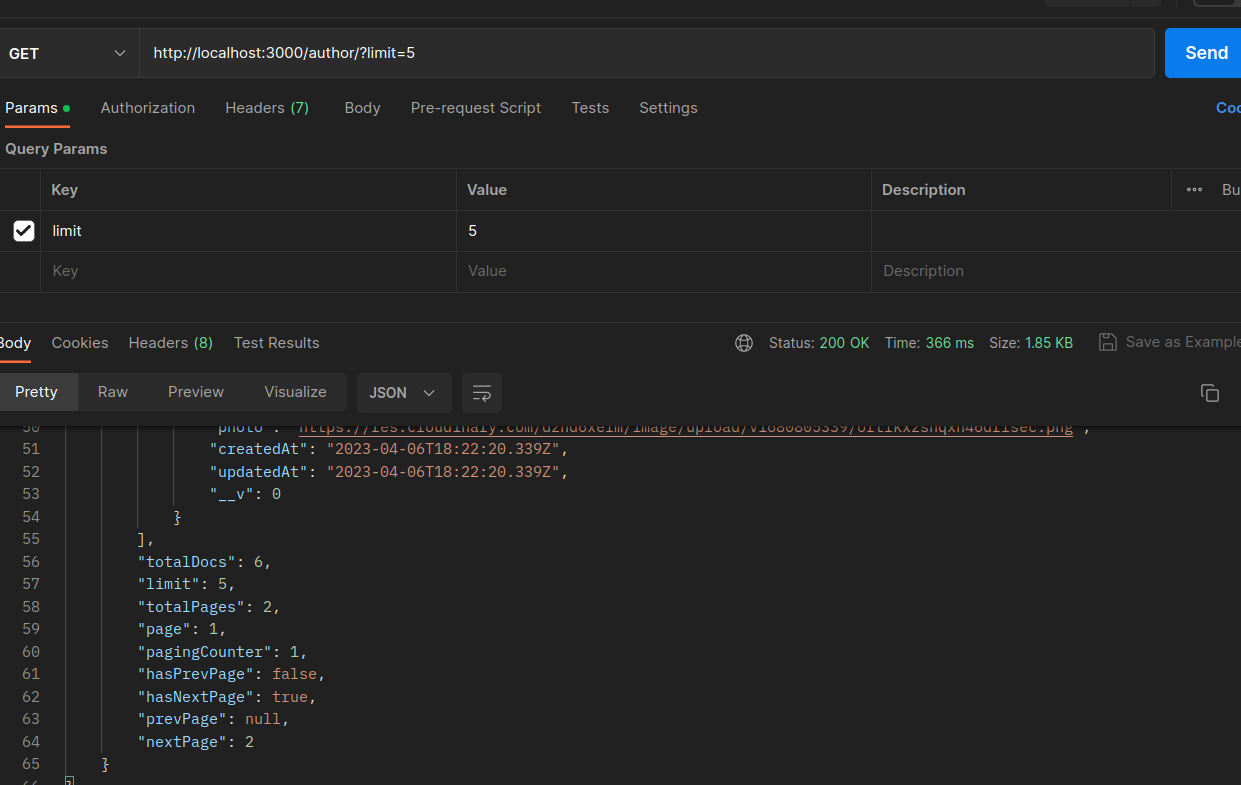 GET http://localhost:3000/author/?limit=5 Send
Params Authorization Headers (7) Body Pre-request Script Tests Settings Coo
Query Params
Key Value Description Bu
limit 5
Key Value Description
Body Cookies Headers (8) Test Results Status: 200 OK Time: 366 ms Size: 1.85 KB Save as Example
Pretty Raw Preview Visualize JSON
50 "photo":
51 "createdAt": "2023-04-06T18:22:20.339Z",
52 "updatedAt": "2023-04-06T18:22:20.339Z",
53 "__v": 0
54 }
55 ],
56 "totalDocs": 6,
57 "limit": 5,
58 "totalPages": 2,
59 "page": 1,
60 "pagingCounter": 1,
61 "hasPrevPage": false,
62 "hasNextPage": true,
63 "prevPage": null,
64 "nextPage": 2
65 }
66 }